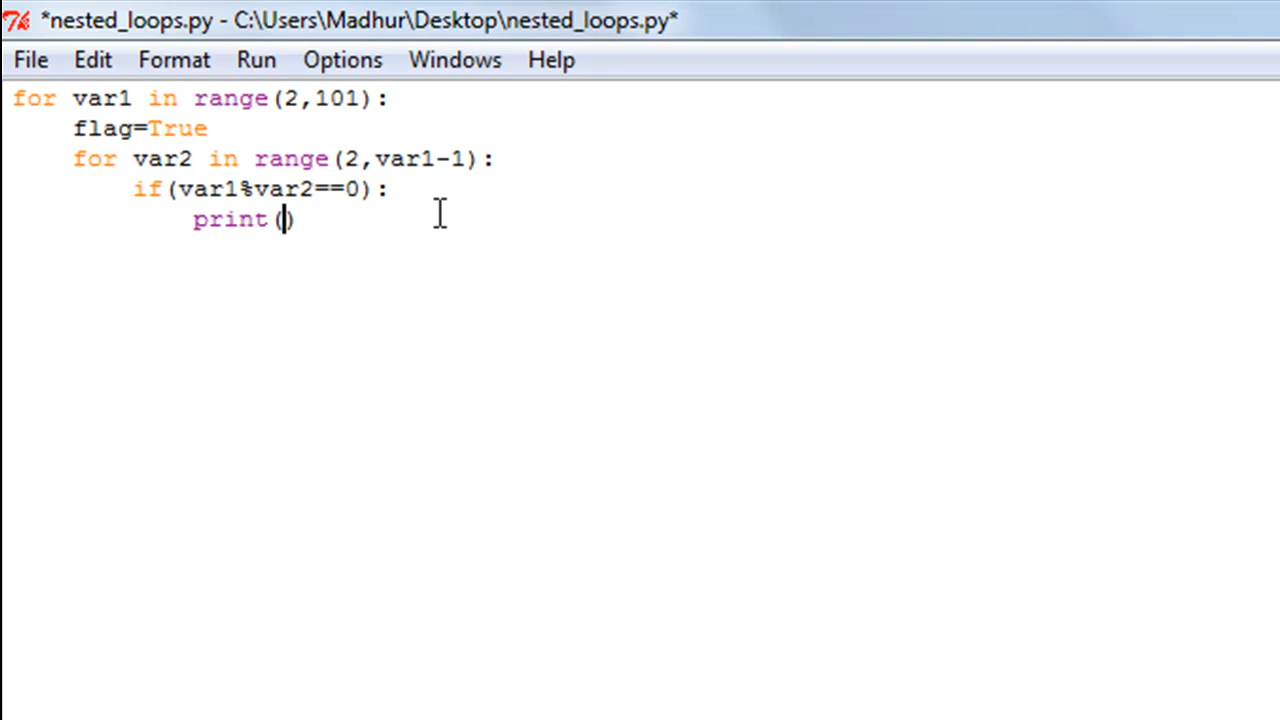 *nested_loops.py - C:\Users\Madhur\Desktop\nested_loops.py*
File Edit Format Run Options Windows Help
for var1 in range(2,101):
    flag=True
    for var2 in range(2,var1-1):
        if(var1%var2==0):
            print()